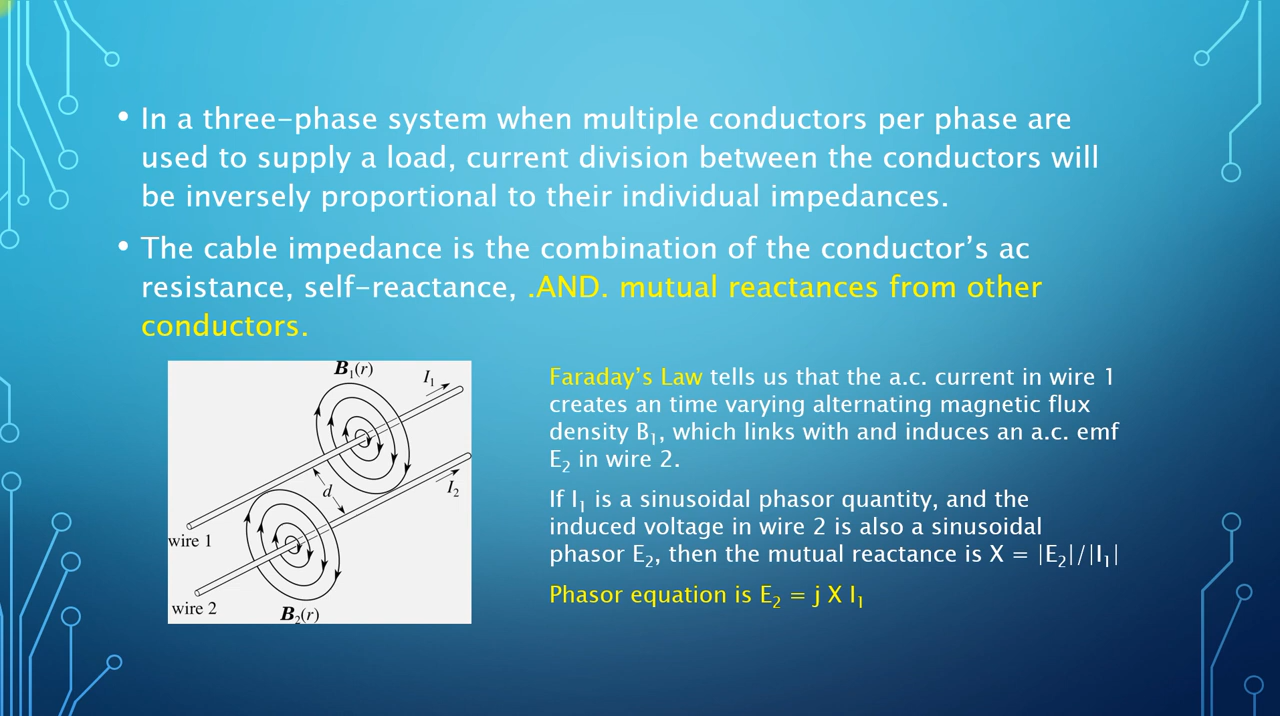 • In a three-phase system when multiple conductors per phase are
used to supply a load, current division between the conductors will
be inversely proportional to their individual impedances.
• The cable impedance is the combination of the conductor’s ac
resistance, self-reactance, .AND. mutual reactances from other
conductors.
B₁(r)
I₁
d
I₂
wire 1
wire 2
B₂(r)
Faraday’s Law tells us that the a.c. current in wire 1
creates an time varying alternating magnetic flux
density B₁, which links with and induces an a.c. emf
E₂ in wire 2.
If I₁ is a sinusoidal phasor quantity, and the
induced voltage in wire 2 is also a sinusoidal
phasor E₂, then the mutual reactance is X = |E₂|/|I₁|
Phasor equation is E₂ = j X I₁